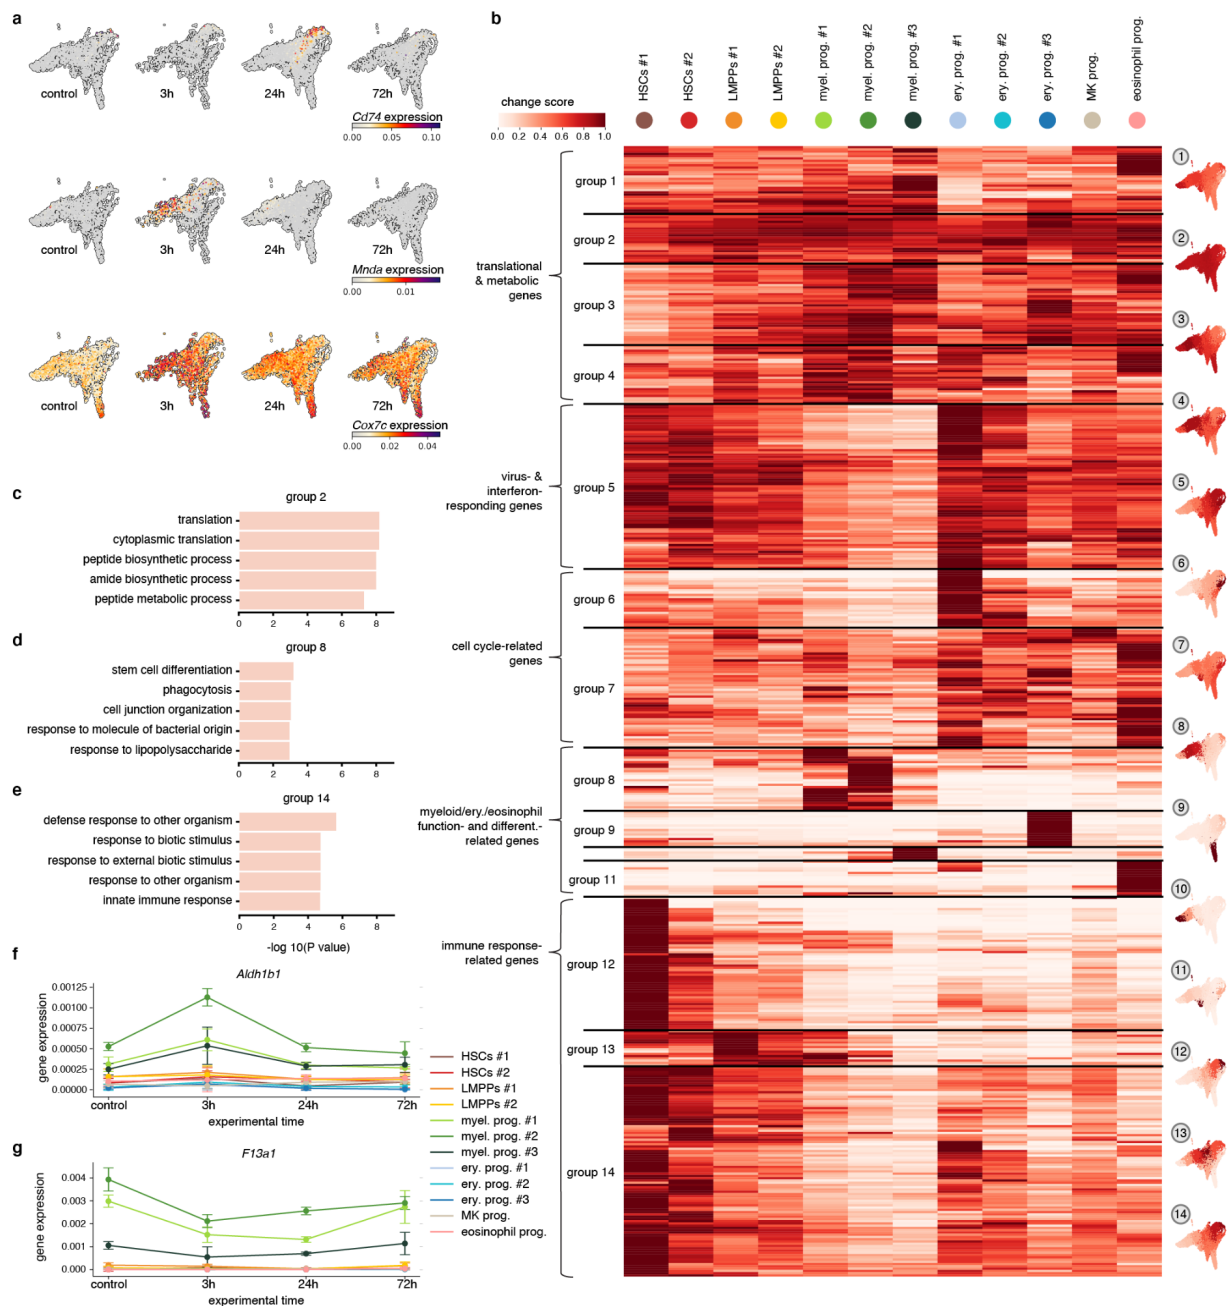 a
control
3h
24h
72h
Cd74 expression
0.00 0.05 0.10
control
3h
24h
72h
Mnda expression
0.00 0.01
control
3h
24h
72h
Cox7c expression
0.00 0.02 0.04
b
HSCs #1
HSCs #2
LMPPs #1
LMPPs #2
myel. prog. #1
myel. prog. #2
myel. prog. #3
ery. prog. #1
ery. prog. #2
ery. prog. #3
MK prog.
eosinophil prog.
change score
0.0 0.2 0.4 0.6 0.8 1.0
translational
& metabolic
genes
virus- &
interferon-
responding genes
cell cycle-related
genes
myeloid/ery./eosinophil
function- and different.-
related genes
immune response-
related genes
group 1
group 2
group 3
group 4
group 5
group 6
group 7
group 8
group 9
group 11
group 12
group 13
group 14
1
2
3
4
5
6
7
8
9
10
11
12
13
14
c
group 2
translation
cytoplasmic translation
peptide biosynthetic process
amide biosynthetic process
peptide metabolic process
0 2 4 6 8
d
group 8
stem cell differentiation
phagocytosis
cell junction organization
response to molecule of bacterial origin
response to lipopolysaccharide
0 2 4 6 8
e
group 14
defense response to other organism
response to biotic stimulus
response to external biotic stimulus
response to other organism
innate immune response
0 2 4 6 8
-log 10(P value)
f
Aldh1b1
gene expression
0.00125
0.00100
0.00075
0.00050
0.00025
0.00000
control 3h 24h 72h
experimental time
HSCs #1
HSCs #2
LMPPs #1
LMPPs #2
myel. prog. #1
myel. prog. #2
myel. prog. #3
ery. prog. #1
ery. prog. #2
ery. prog. #3
MK prog.
eosinophil prog.
g
F13a1
gene expression
0.004
0.003
0.002
0.001
0.000
control 3h 24h 72h
experimental time